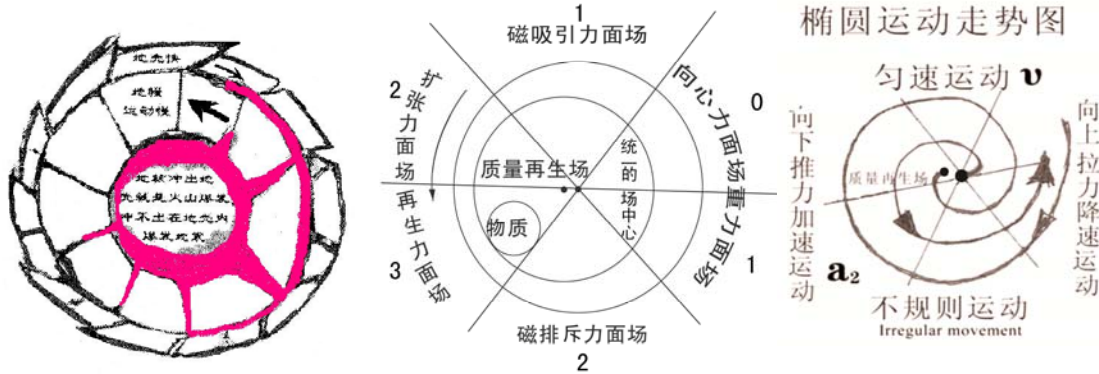 地壳快
地幔
运动慢
地核冲出地
壳就是火山爆发
冲不出在地壳内
爆发地震
1
磁吸引力面场
2
扩张力面场
再生力面场
3
向心力面场
重力面场
0
1
质量再生场
统一的场中心
物质
磁排斥力面场
2
椭圆运动走势图
匀速运动 υ
向下推力加速运动
a₂
质量再生场
向上拉力降速运动
不规则运动
Irregular movement